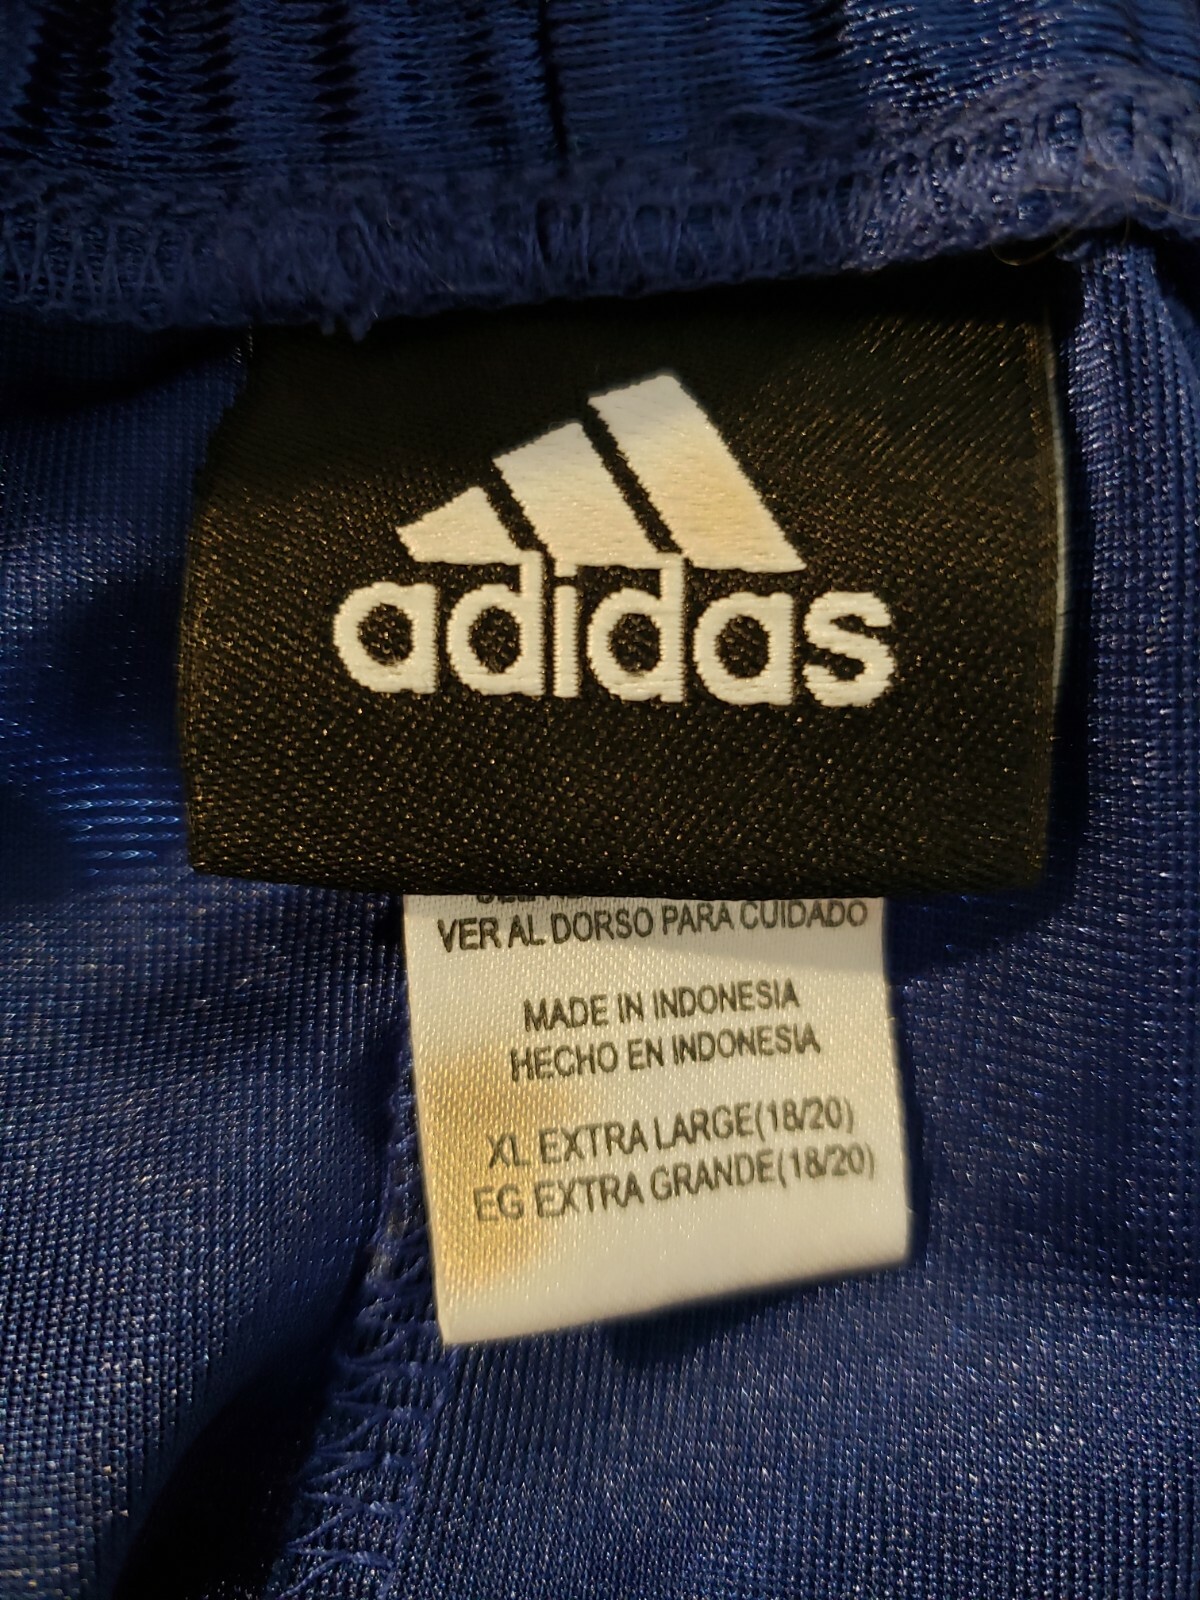 adidas
VER AL DORSO PARA CUIDADO
MADE IN INDONESIA
HECHO EN INDONESIA
XL EXTRA LARGE(18/20)
EG EXTRA GRANDE(18/20)